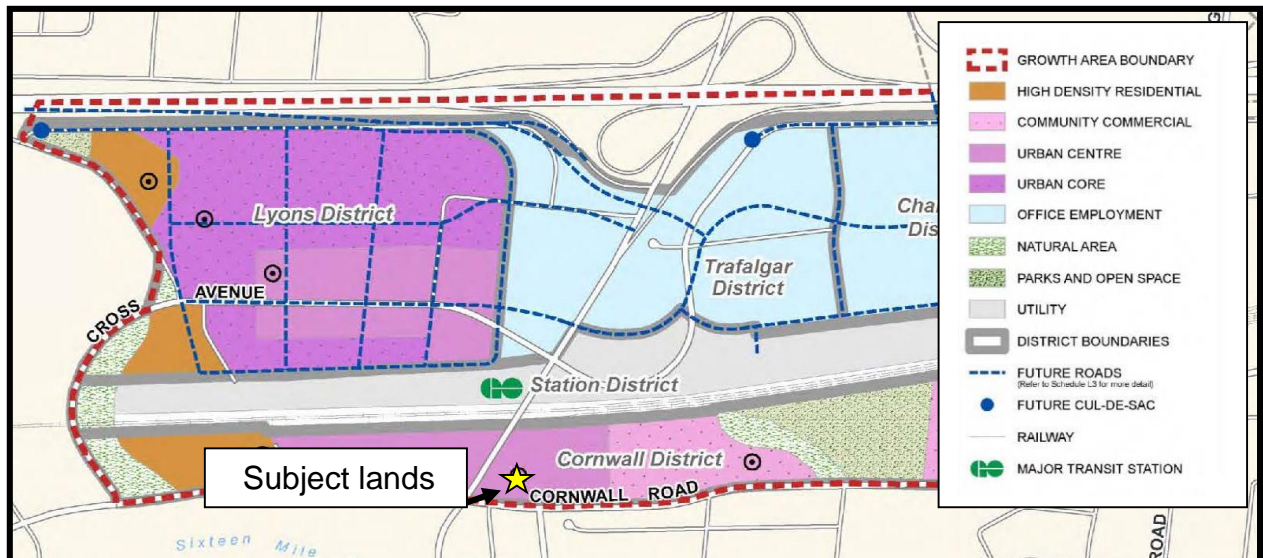 GROWTH AREA BOUNDARY
HIGH DENSITY RESIDENTIAL
COMMUNITY COMMERCIAL
URBAN CENTRE
URBAN CORE
OFFICE EMPLOYMENT
NATURAL AREA
PARKS AND OPEN SPACE
UTILITY
DISTRICT BOUNDARIES
FUTURE ROADS
(Refer to Schedule L3 for more detail)
FUTURE CUL-DE-SAC
RAILWAY
MAJOR TRANSIT STATION
Lyons District
Cha
Dis
Trafalgar
District
CROSS AVENUE
GO Station District
Cornwall District
Subject lands
CORNWALL ROAD
Sixteen Mile
ROAD
G